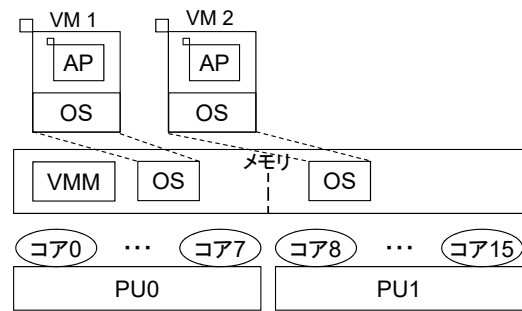 VM 1 VM 2
AP AP
OS OS
メモリ
VMM OS OS
コア0 ··· コア7 コア8 ··· コア15
PU0 PU1